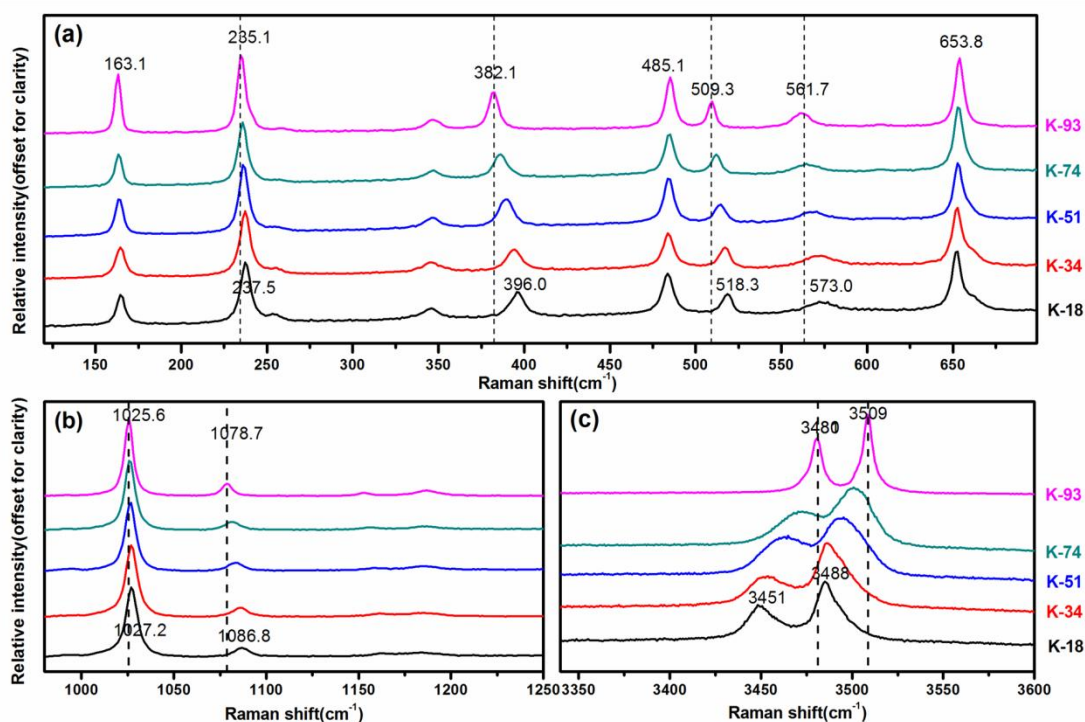 (a)
163.1
235.1
382.1
485.1
509.3
561.7
653.8
K-93
K-74
K-51
K-34
K-18
237.5
396.0
518.3
573.0
150 200 250 300 350 400 450 500 550 600 650
Raman shift(cm⁻¹)
Relative intensity(offset for clarity)
(b)
1025.6
1078.7
1027.2
1086.8
1000 1050 1100 1150 1200 1250
Raman shift(cm⁻¹)
Relative intensity(offset for clarity)
(c)
3509
K-93
K-74
K-51
K-34
K-18
3451
3488
3350 3400 3450 3500 3550 3600
Raman shift(cm⁻¹)